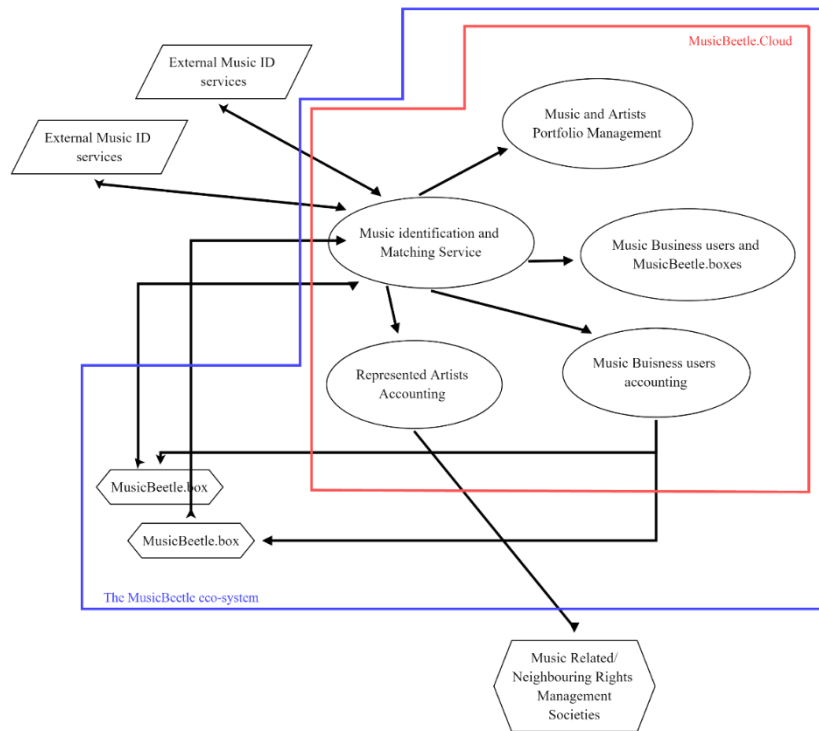 MusicBeetle.Cloud
External Music ID
services
External Music ID
services
Music and Artists
Portfolio Management
Music identification and
Matching Service
Music Business users and
MusicBeetle.boxes
Represented Artists
Accounting
Music Buisness users
accounting
MusicBeetle.box
MusicBeetle.box
The MusicBeetle eco-system
Music Related/
Neighbouring Rights
Management
Societies